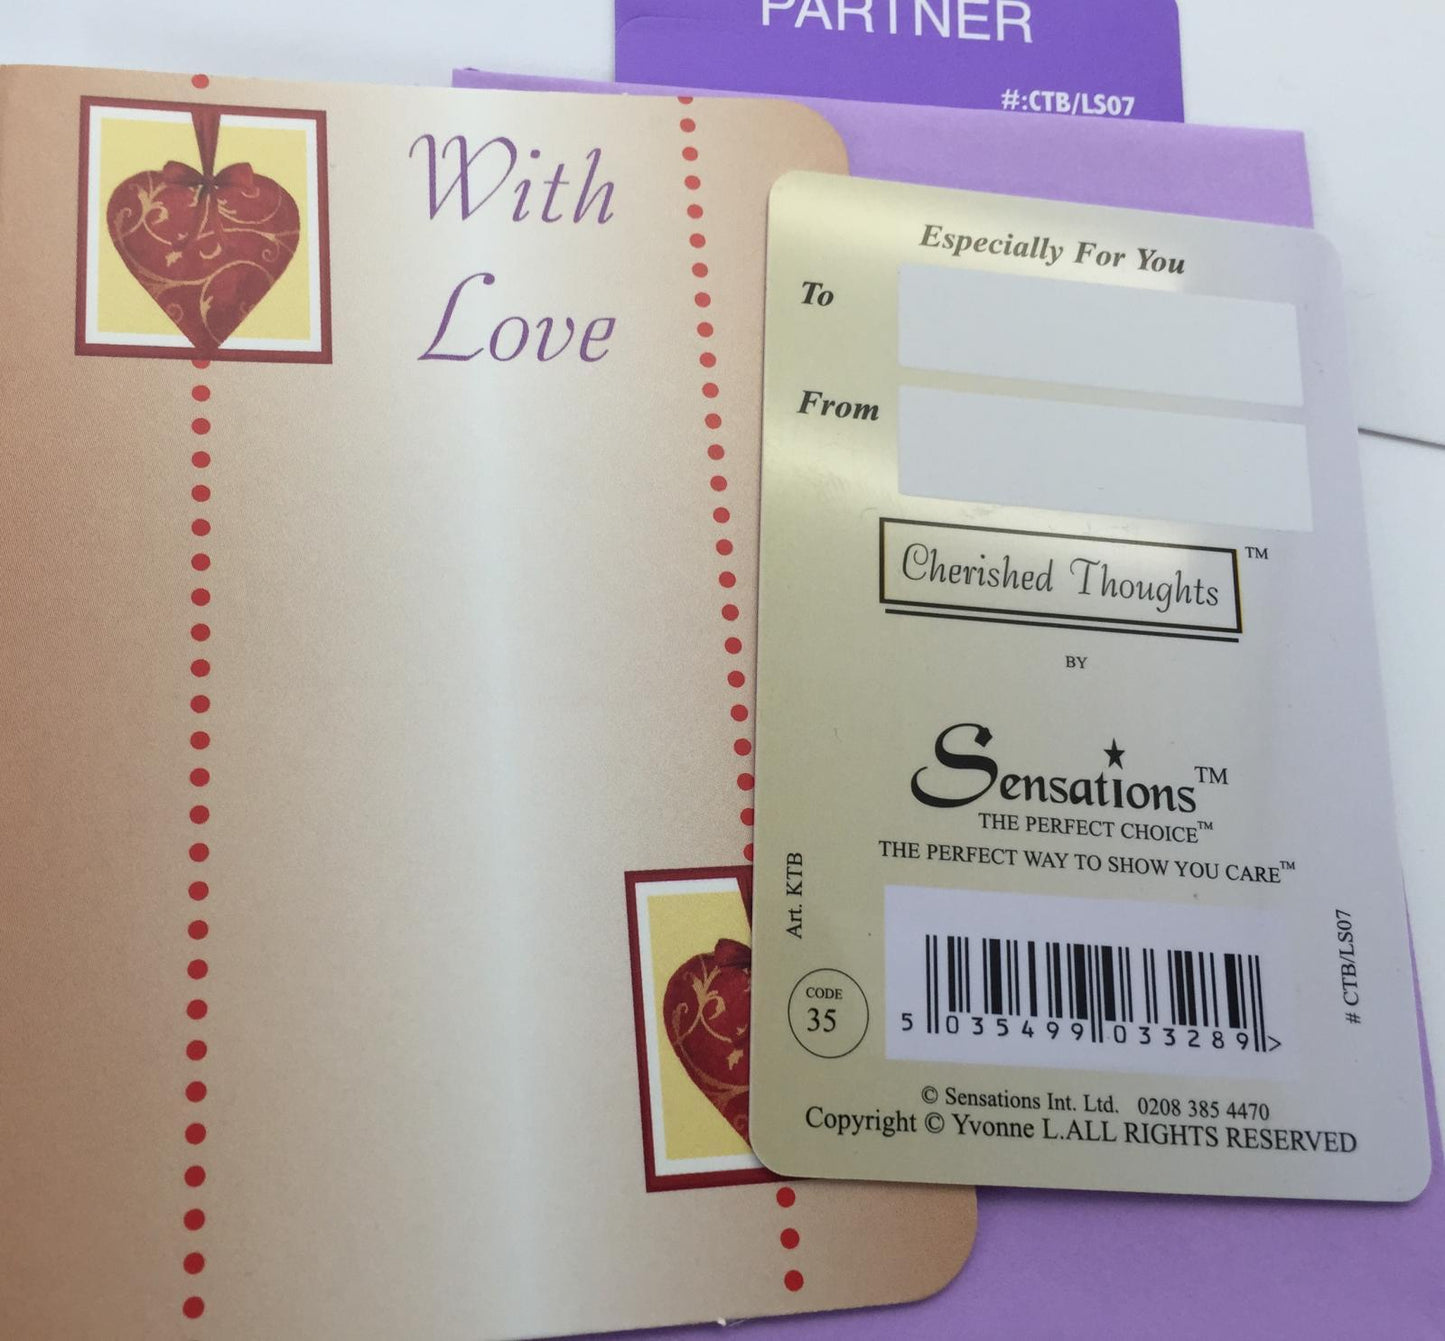 PARTNER
#:CTB/LS07
With
Love
Especially For You
To
From
Cherished Thoughts ™
BY
Sensations™
THE PERFECT CHOICE™
THE PERFECT WAY TO SHOW YOU CARE™
Art. KTB
CODE
35
5 035499 033289 >
# CTB/LS07
© Sensations Int. Ltd. 0208 385 4470
Copyright © Yvonne L.ALL RIGHTS RESERVED